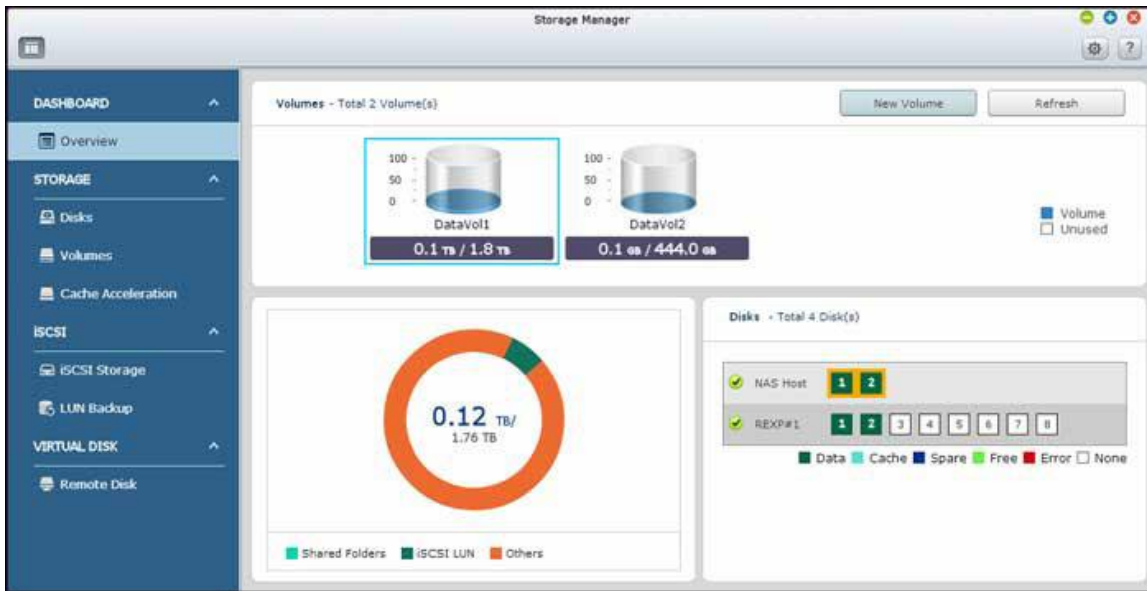 Storage Manager
?
DASHBOARD
Overview
STORAGE
Disks
Volumes
Cache Acceleration
iSCSI
iSCSI Storage
LUN Backup
VIRTUAL DISK
Remote Disk
Volumes - Total 2 Volume(s)
New Volume
Refresh
100
50
0
DataVol1
0.1 TB / 1.8 TB
100
50
0
DataVol2
0.1 GB / 444.0 GB
Volume
Unused
0.12 TB/
1.76 TB
Shared Folders iSCSI LUN Others
Disks - Total 4 Disk(s)
NAS Host 1 2
REXP#1 1 2 3 4 5 6 7 8
Data Cache Spare Free Error None